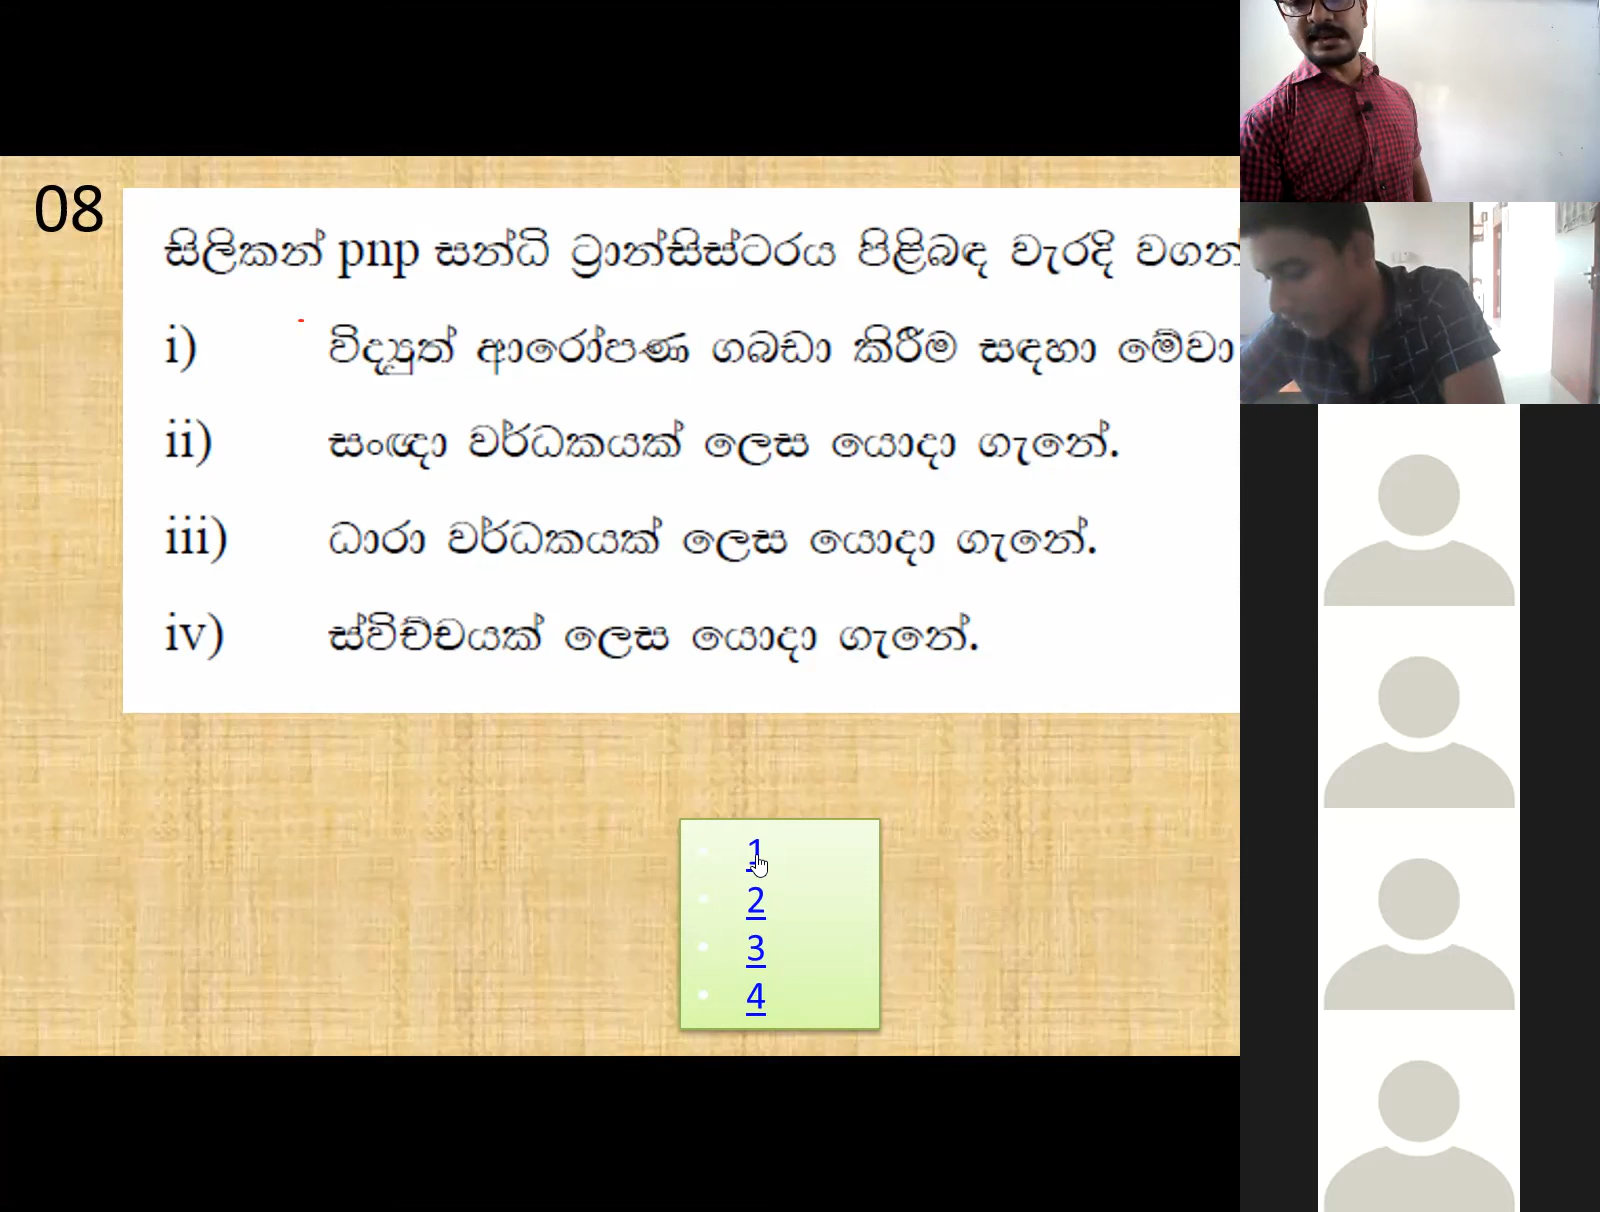 08
සිලිකන් pnp සන්ධි ට්‍රාන්සිස්ටරය පිළිබඳ වැරදි වගන්
i) විද්‍යුත් ආරෝපණ ගබඩා කිරීම සඳහා මේවා
ii) සංඥා වර්ධකයක් ලෙස යොදා ගැනේ.
iii) ධාරා වර්ධකයක් ලෙස යොදා ගැනේ.
iv) ස්විච්චයක් ලෙස යොදා ගැනේ.
1
2
3
4